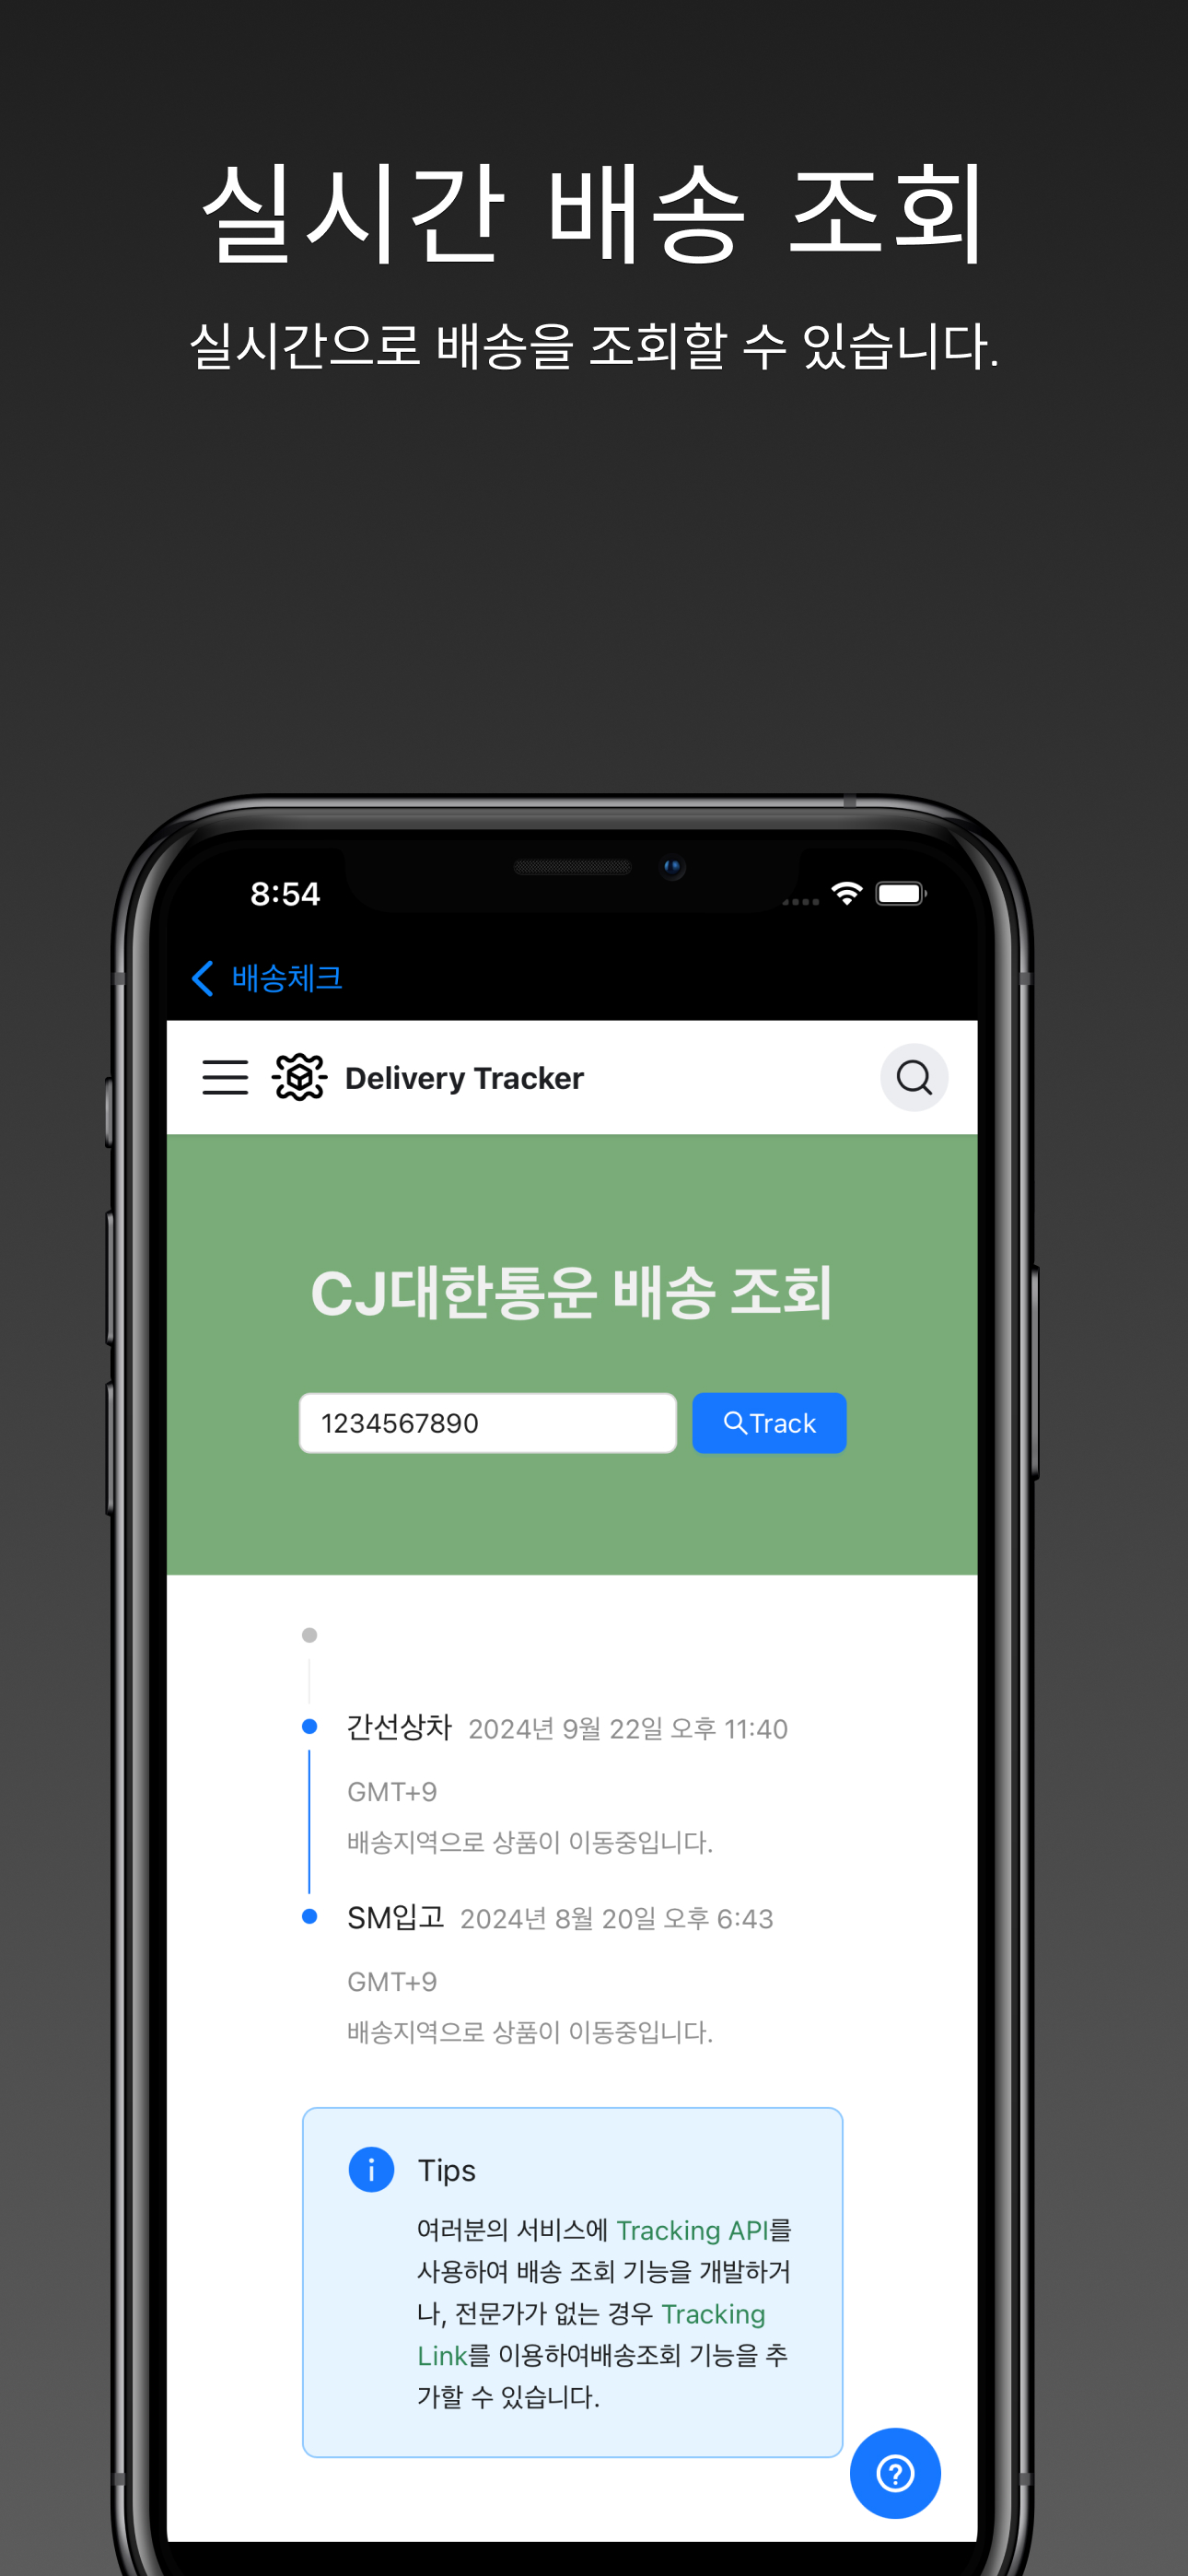 실시간 배송 조회
실시간으로 배송을 조회할 수 있습니다.
8:54
배송체크
Delivery Tracker
CJ대한통운 배송 조회
1234567890
Track
간선상차 2024년 9월 22일 오후 11:40
GMT+9
배송지역으로 상품이 이동중입니다.
SM입고 2024년 8월 20일 오후 6:43
GMT+9
배송지역으로 상품이 이동중입니다.
Tips
여러분의 서비스에 Tracking API를
사용하여 배송 조회 기능을 개발하거
나, 전문가가 없는 경우 Tracking
Link를 이용하여배송조회 기능을 추
가할 수 있습니다.